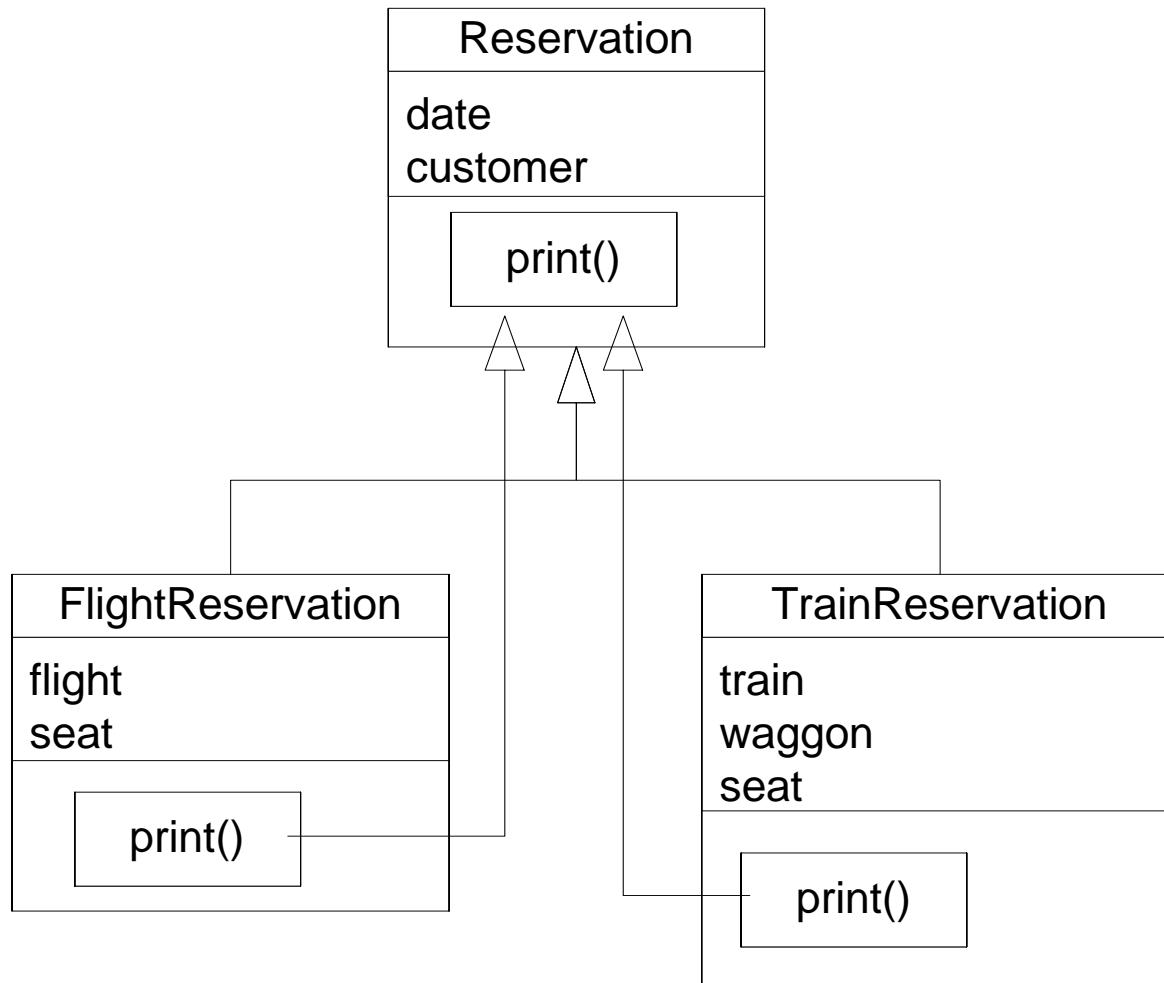 Reservation
date
customer
print()
FlightReservation
flight
seat
print()
TrainReservation
train
waggon
seat
print()